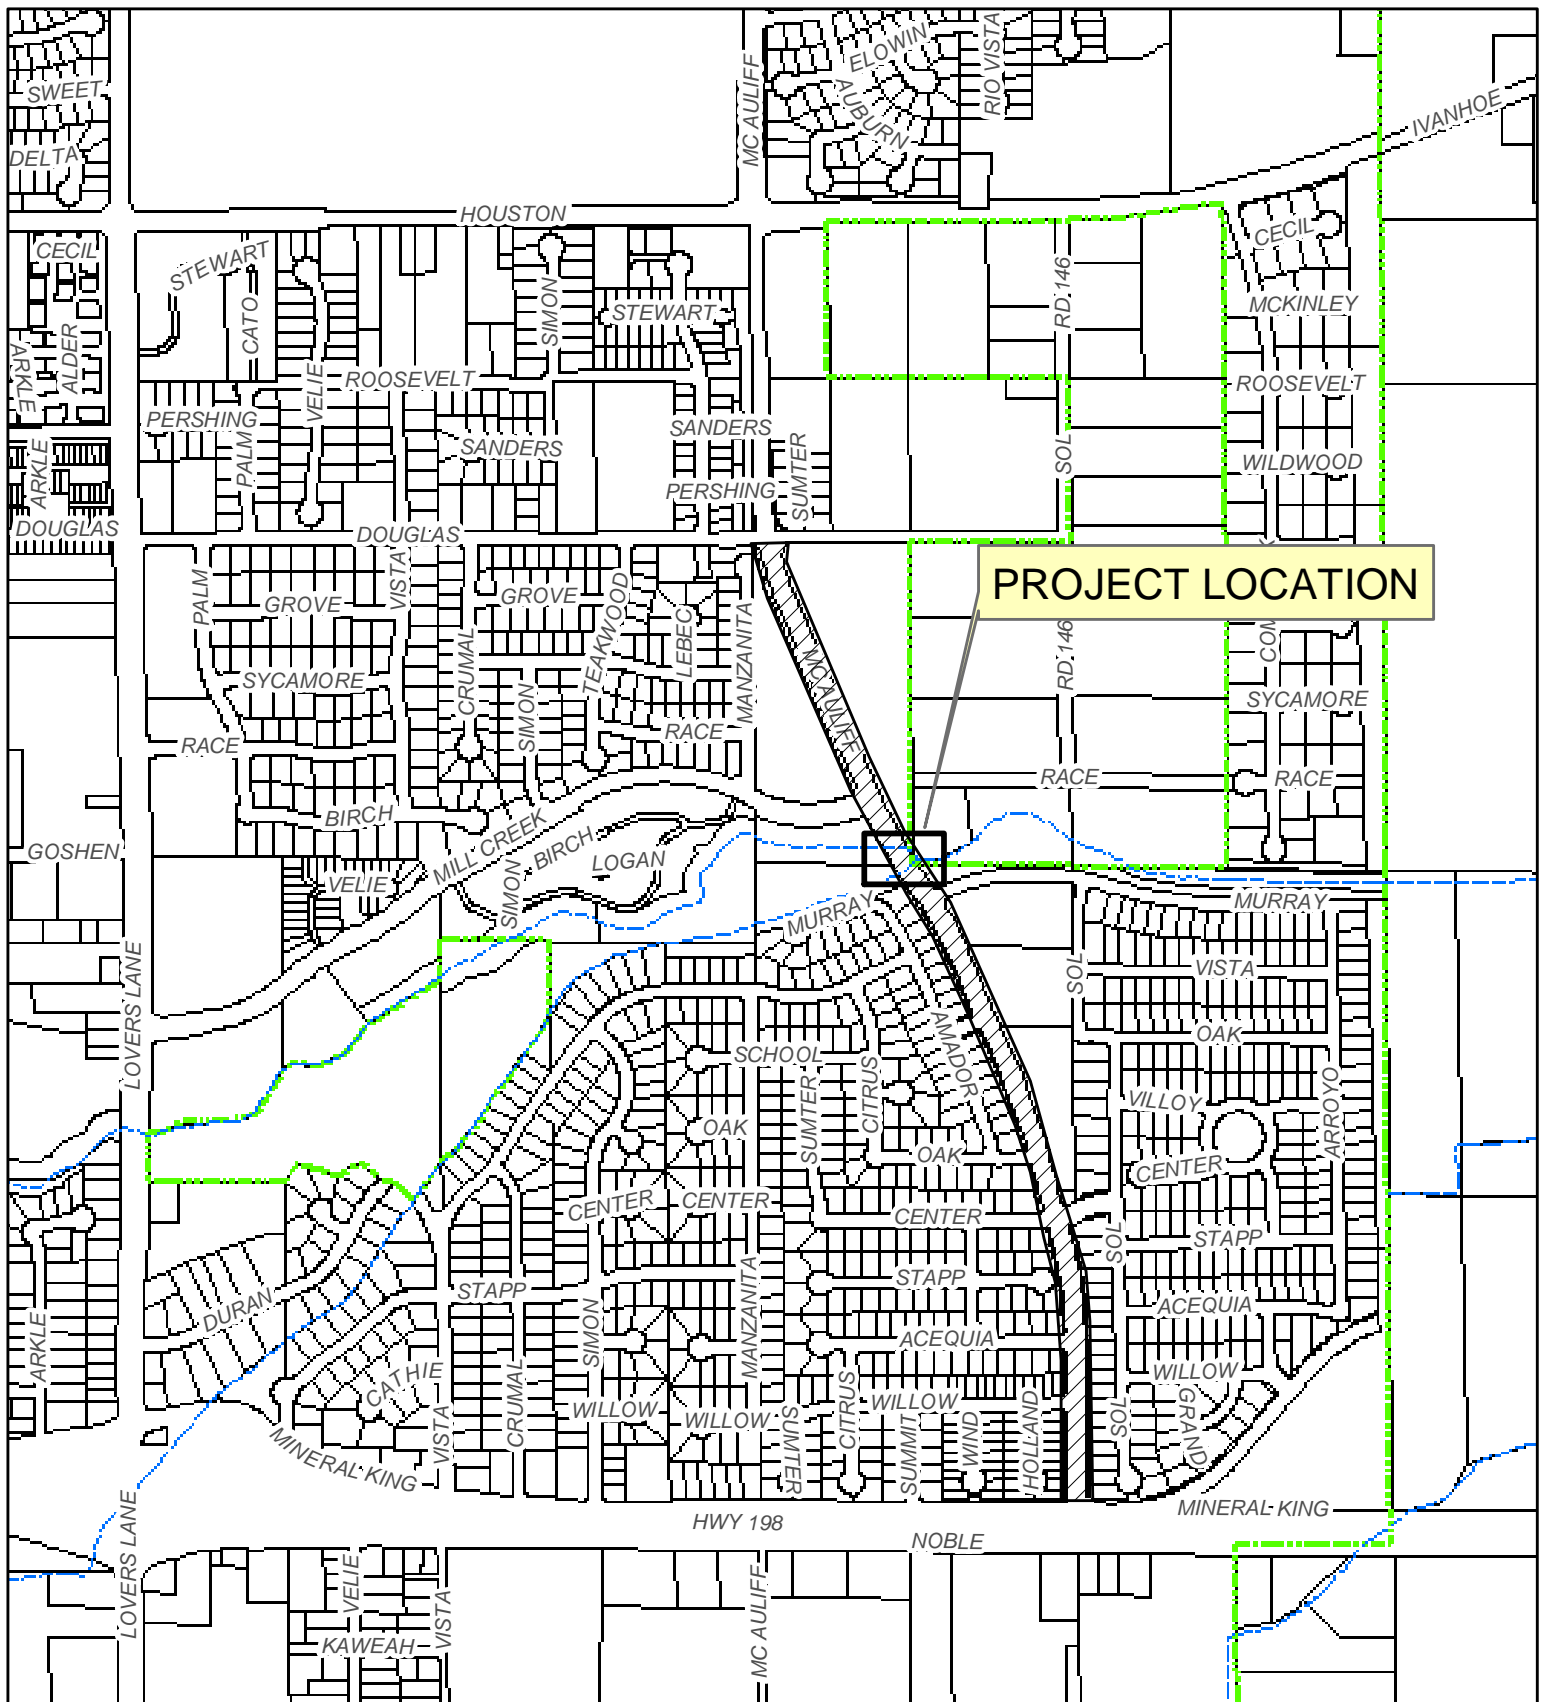 ELOWIN
RIO VISTA
SWEET
MC AULIFF
AUBURN
IVANHOE
DELTA
HOUSTON
CECIL
STEWART
CECIL
RD 146
CATO
SIMON
STEWART
MCKINLEY
ARKLE
ALDER
VELIE
ROOSEVELT
ROOSEVELT
PERSHING
PALM
SANDERS
SANDERS
SUMTER
SOL
WILDWOOD
ARKLE
PERSHING
DOUGLAS
DOUGLAS
PROJECT LOCATION
PALM
VISTA
GROVE
GROVE
TEAKWOOD
LEBEC
MANZANITA
CRUMAL
RD 146
SYCAMORE
SIMON
MC AULIFF
SYCAMORE
RACE
RACE
RACE
RACE
BIRCH
MILL CREEK
BIRCH
LOGAN
GOSHEN
VELIE
SIMON
MURRAY
MURRAY
LOVERS LANE
SOL
VISTA
AMADOR
OAK
SCHOOL
SUMTER
CITRUS
VILLOY
ARROYO
OAK
OAK
CENTER
CENTER
CENTER
CENTER
SOL
STAPP
STAPP
STAPP
DURAN
SIMON
MANZANITA
ACEQUIA
ACEQUIA
ARKLE
CATHIE
CRUMAL
VISTA
WILLOW
WILLOW
WILLOW
WILLOW
SUMTER
CITRUS
SUMMIT
WIND
HOLLAND
SOL
GRAND
MINERAL KING
MINERAL KING
HWY 198
NOBLE
LOVERS LANE
VELIE
VISTA
MC AULIFF
KAWEAH